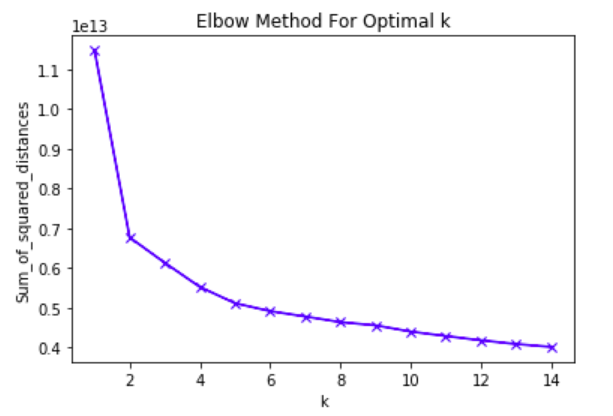 Elbow Method For Optimal k
1e13
1.1
1.0
0.9
0.8
0.7
0.6
0.5
0.4
Sum_of_squared_distances
2 4 6 8 10 12 14
k